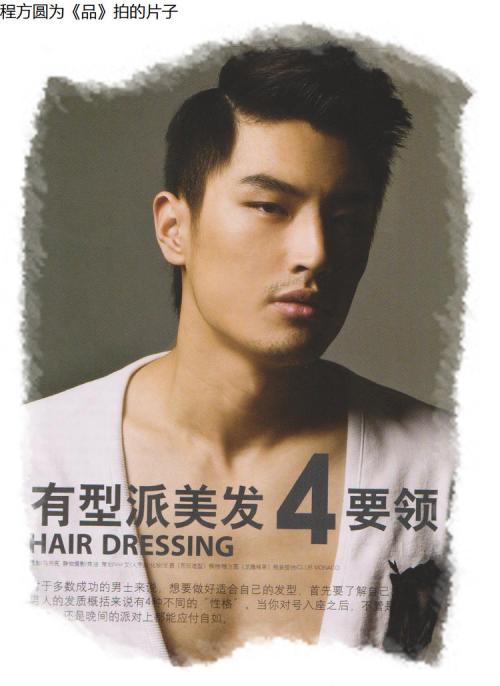 程方圆为《品》拍的片子
有型派美发4要领
HAIR DRESSING
对于多数成功的男士来说，想要做好适合自己的发型，首先要了解自己
男人的发质概括来说有4种不同的“性格”。当你对号入座之后，不管是
还是晚间的派对上都能应付自如。